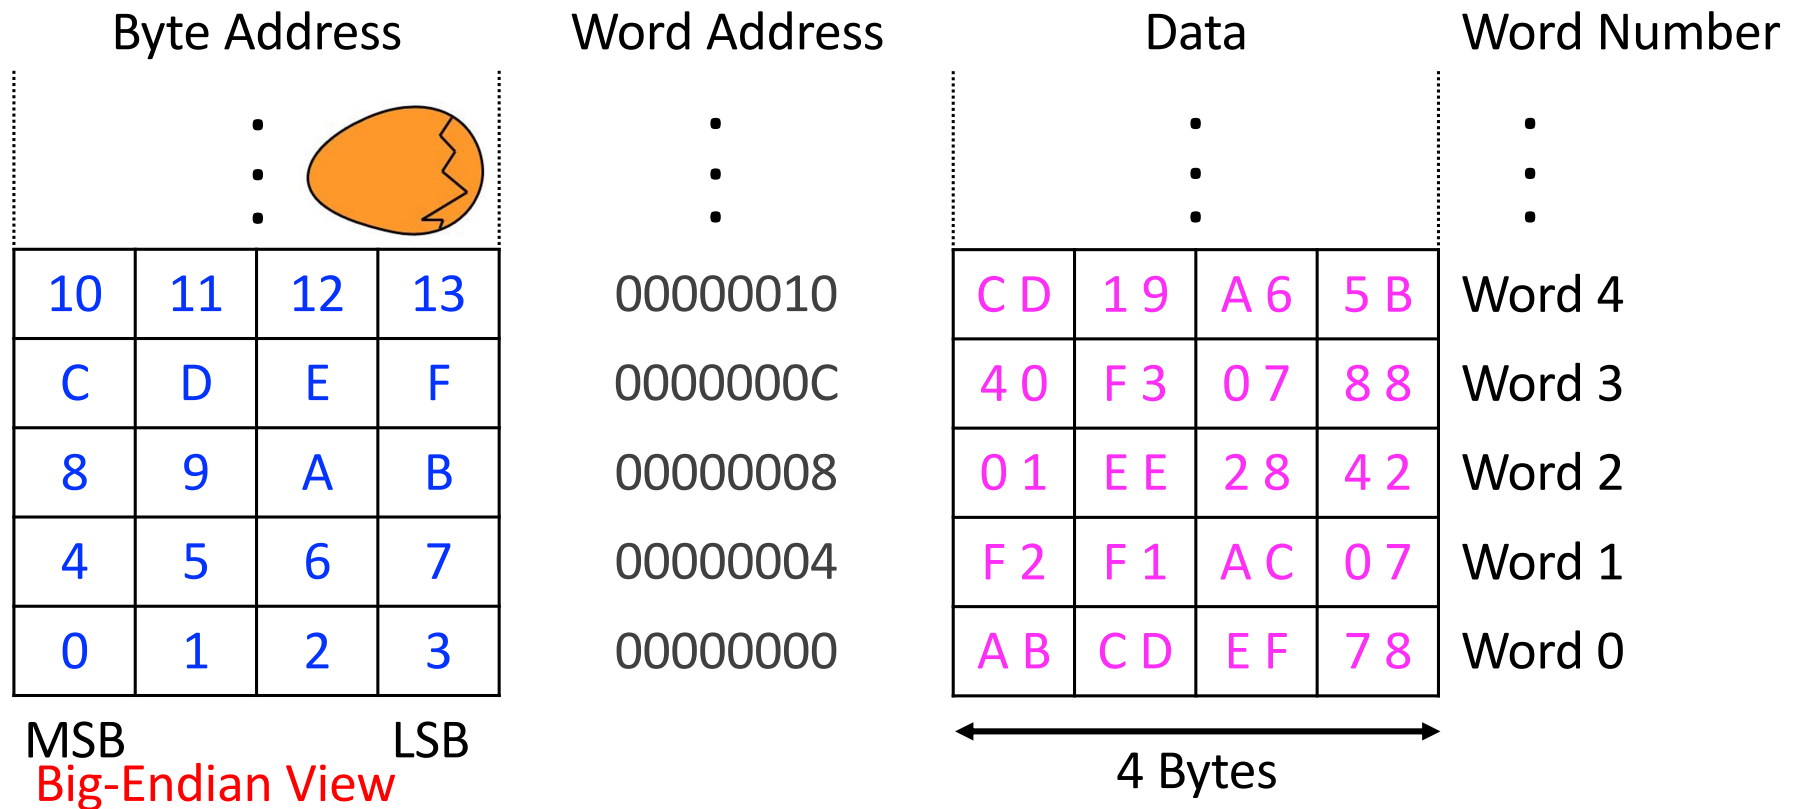 Byte Address Word Address Data Word Number
10 11 12 13 00000010 C D 1 9 A 6 5 B Word 4
C D E F 0000000C 4 0 F 3 0 7 8 8 Word 3
8 9 A B 00000008 0 1 E E 2 8 4 2 Word 2
4 5 6 7 00000004 F 2 F 1 A C 0 7 Word 1
0 1 2 3 00000000 A B C D E F 7 8 Word 0
MSB LSB
Big-Endian View 4 Bytes